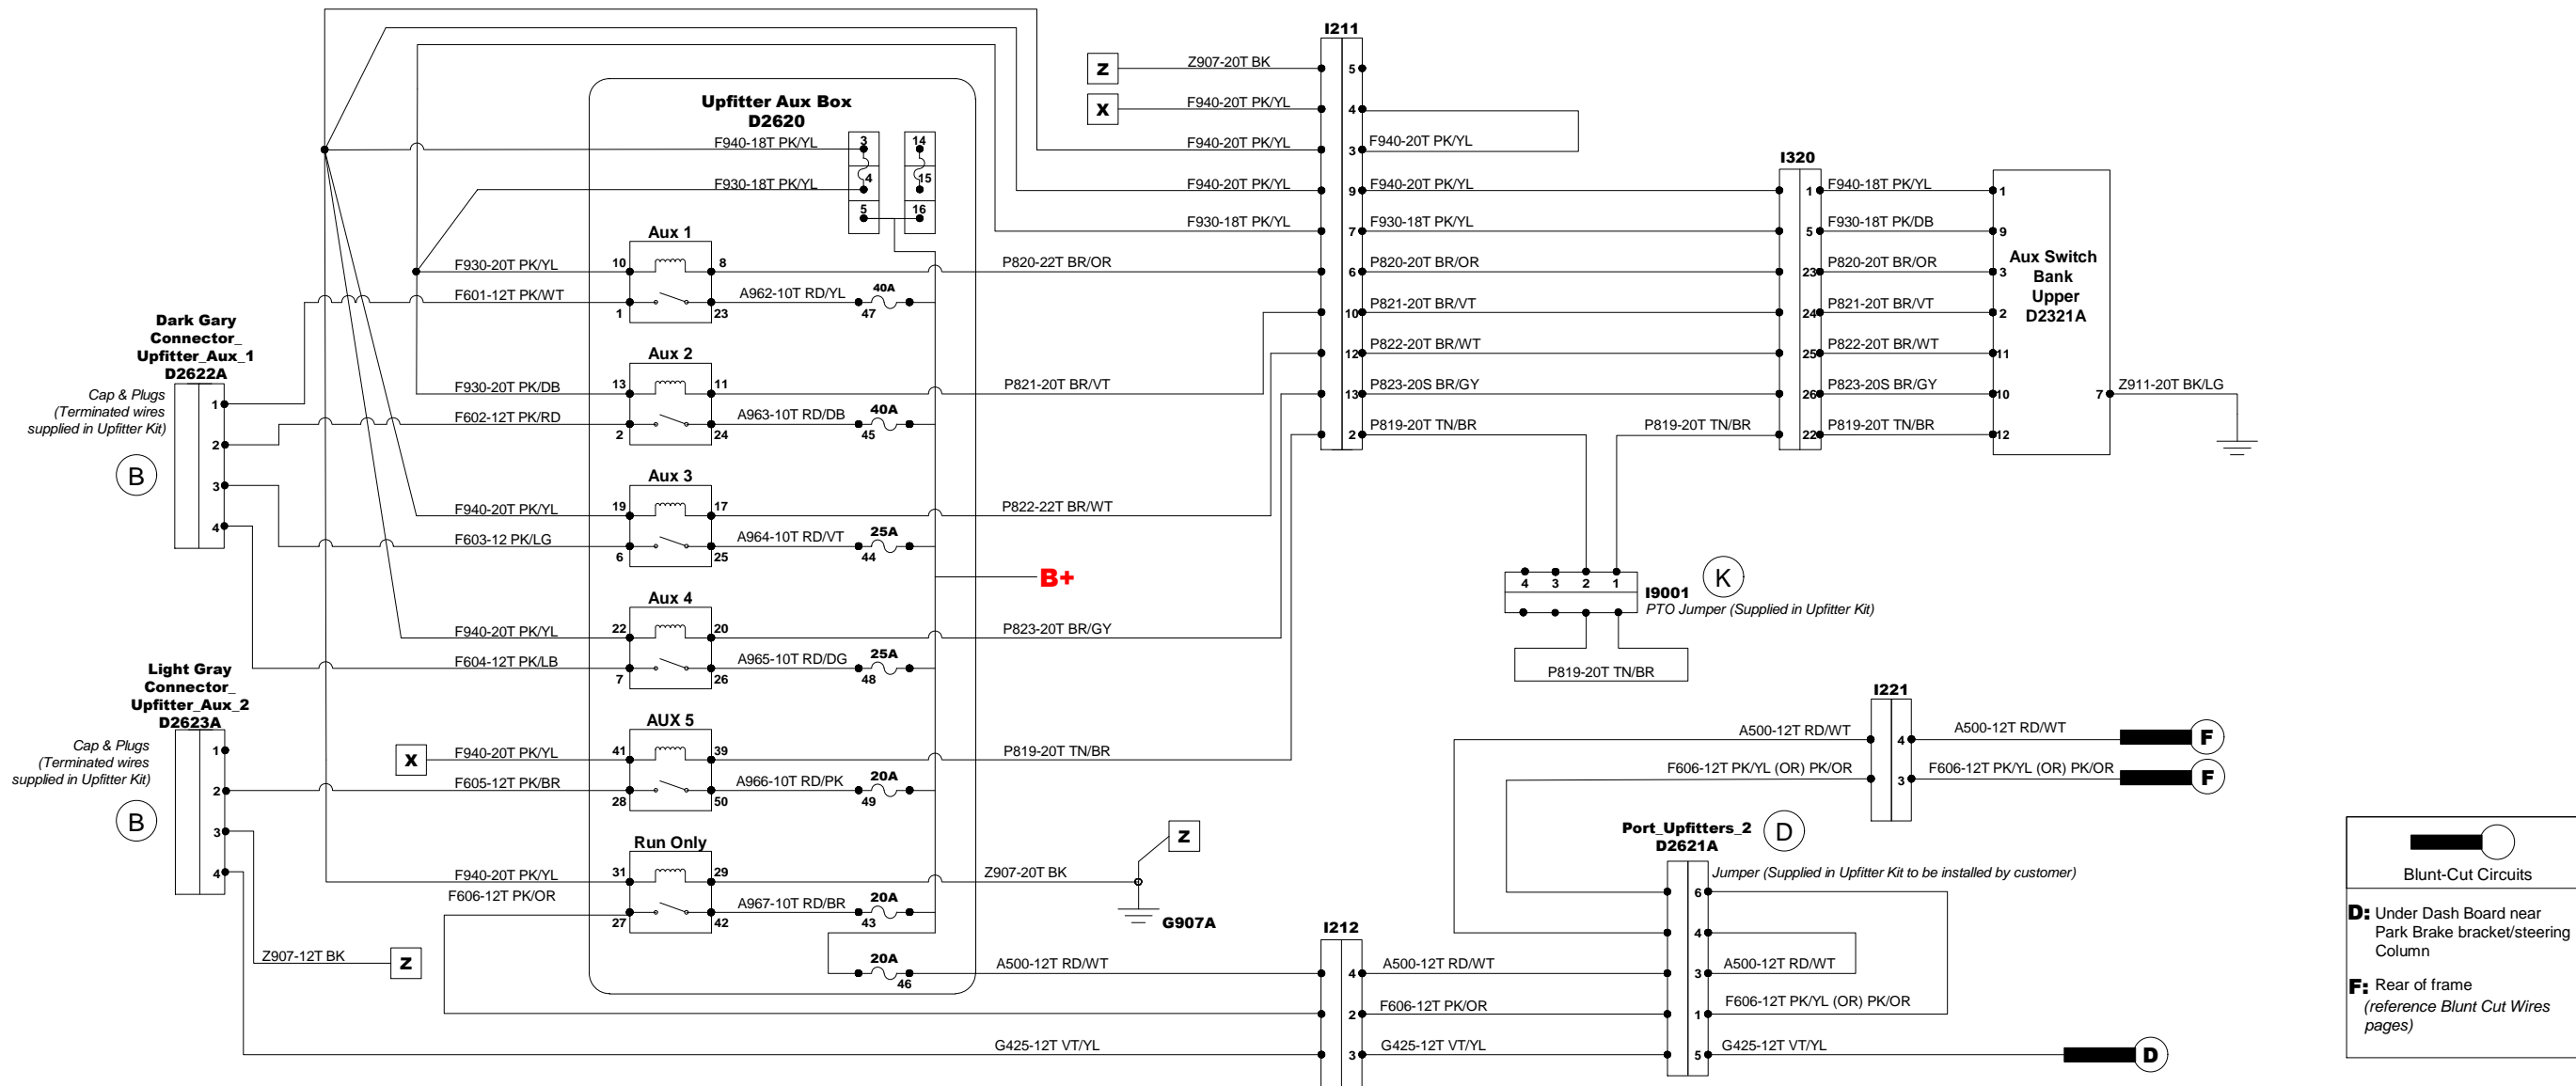 I211
Z
Z907-20T BK
5
X
F940-20T PK/YL
4
F940-20T PK/YL
3
F940-20T PK/YL
F940-20T PK/YL
9
F940-20T PK/YL
F930-18T PK/YL
7
F930-18T PK/YL
P820-22T BR/OR
6
P820-20T BR/OR
10
P821-20T BR/VT
12
P822-20T BR/WT
13
P823-20S BR/GY
2
P819-20T TN/BR
I320
1
F940-18T PK/YL
1
5
F930-18T PK/DB
9
23
P820-20T BR/OR
3
24
P821-20T BR/VT
2
25
P822-20T BR/WT
11
26
P823-20S BR/GY
10
P819-20T TN/BR
22
P819-20T TN/BR
12
Aux Switch
Bank
Upper
D2321A
7
Z911-20T BK/LG
Upfitter Aux Box
D2620
F940-18T PK/YL
3
14
4
15
F930-18T PK/YL
5
16
Aux 1
F930-20T PK/YL
10
8
F601-12T PK/WT
1
23
A962-10T RD/YL
40A
47
Aux 2
F930-20T PK/DB
13
11
P821-20T BR/VT
F602-12T PK/RD
2
24
A963-10T RD/DB
40A
45
Aux 3
F940-20T PK/YL
19
17
P822-22T BR/WT
F603-12 PK/LG
6
25
A964-10T RD/VT
25A
44
B+
Aux 4
F940-20T PK/YL
22
20
P823-20T BR/GY
F604-12T PK/LB
7
26
A965-10T RD/DG
25A
48
AUX 5
X
F940-20T PK/YL
41
39
P819-20T TN/BR
F605-12T PK/BR
28
50
A966-10T RD/PK
20A
49
Run Only
F940-20T PK/YL
31
29
Z907-20T BK
F606-12T PK/OR
27
42
A967-10T RD/BR
20A
43
Z
G907A
20A
46
A500-12T RD/WT
Dark Gary
Connector_
Upfitter_Aux_1
D2622A
Cap & Plugs
(Terminated wires
supplied in Upfitter Kit)
B
1
2
3
4
Light Gray
Connector_
Upfitter_Aux_2
D2623A
Cap & Plugs
(Terminated wires
supplied in Upfitter Kit)
B
1
2
3
4
Z907-12T BK
Z
G425-12T VT/YL
I212
4
A500-12T RD/WT
2
F606-12T PK/OR
3
G425-12T VT/YL
4
3
2
1
I9001
K
PTO Jumper (Supplied in Upfitter Kit)
P819-20T TN/BR
I221
A500-12T RD/WT
4
A500-12T RD/WT
F
F606-12T PK/YL (OR) PK/OR
3
F606-12T PK/YL (OR) PK/OR
F
Port_Upfitters_2
D2621A
D
Jumper (Supplied in Upfitter Kit to be installed by customer)
6
4
3
A500-12T RD/WT
1
F606-12T PK/YL (OR) PK/OR
5
G425-12T VT/YL
D
Blunt-Cut Circuits
D: Under Dash Board near
Park Brake bracket/steering
Column
F: Rear of frame
(reference Blunt Cut Wires
pages)